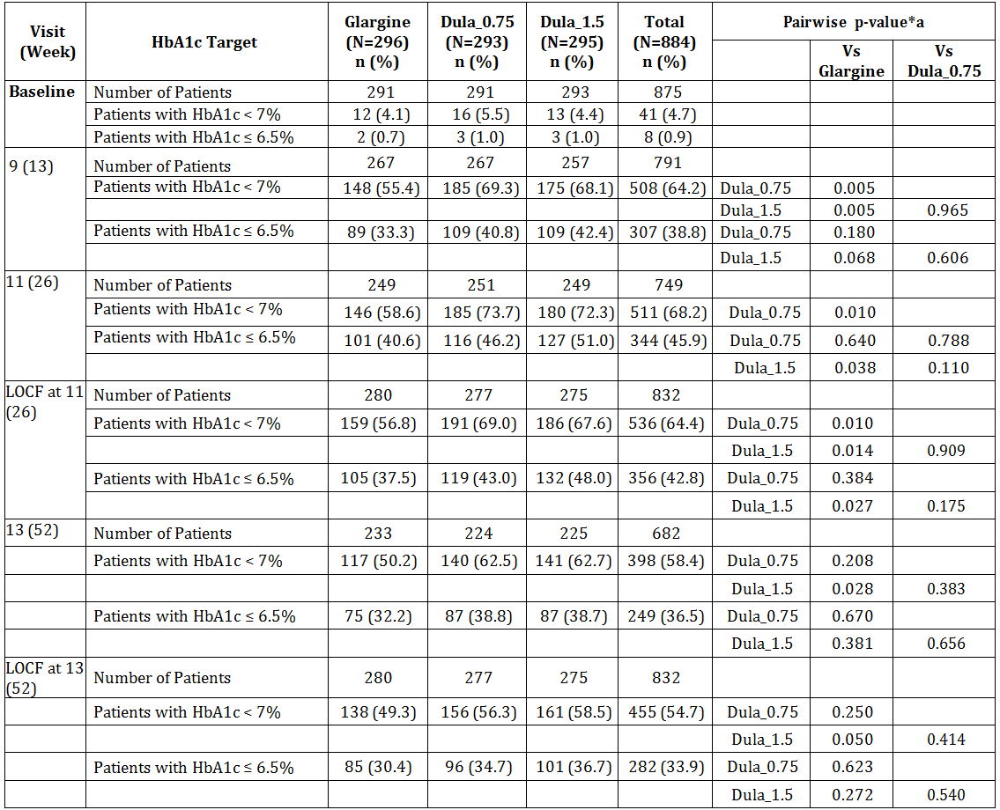 Visit (Week) HbA1c Target Glargine (N=296) n (%) Dula_0.75 (N=293) n (%) Dula_1.5 (N=295) n (%) Total (N=884) n (%) Pairwise p-value*a
Vs Glargine Vs Dula_0.75
Baseline Number of Patients 291 291 293 875
Patients with HbA1c < 7% 12 (4.1) 16 (5.5) 13 (4.4) 41 (4.7)
Patients with HbA1c ≤ 6.5% 2 (0.7) 3 (1.0) 3 (1.0) 8 (0.9)
9 (13) Number of Patients 267 267 257 791
Patients with HbA1c < 7% 148 (55.4) 185 (69.3) 175 (68.1) 508 (64.2) Dula_0.75 0.005
Dula_1.5 0.005 0.965
Patients with HbA1c ≤ 6.5% 89 (33.3) 109 (40.8) 109 (42.4) 307 (38.8) Dula_0.75 0.180
Dula_1.5 0.068 0.606
11 (26) Number of Patients 249 251 249 749
Patients with HbA1c < 7% 146 (58.6) 185 (73.7) 180 (72.3) 511 (68.2) Dula_0.75 0.010
Patients with HbA1c ≤ 6.5% 101 (40.6) 116 (46.2) 127 (51.0) 344 (45.9) Dula_0.75 0.640 0.788
Dula_1.5 0.038 0.110
LOCF at 11 (26) Number of Patients 280 277 275 832
Patients with HbA1c < 7% 159 (56.8) 191 (69.0) 186 (67.6) 536 (64.4) Dula_0.75 0.010
Dula_1.5 0.014 0.909
Patients with HbA1c ≤ 6.5% 105 (37.5) 119 (43.0) 132 (48.0) 356 (42.8) Dula_0.75 0.384
Dula_1.5 0.027 0.175
13 (52) Number of Patients 233 224 225 682
Patients with HbA1c < 7% 117 (50.2) 140 (62.5) 141 (62.7) 398 (58.4) Dula_0.75 0.208
Dula_1.5 0.028 0.383
Patients with HbA1c ≤ 6.5% 75 (32.2) 87 (38.8) 87 (38.7) 249 (36.5) Dula_0.75 0.670
Dula_1.5 0.381 0.656
LOCF at 13 (52) Number of Patients 280 277 275 832
Patients with HbA1c < 7% 138 (49.3) 156 (56.3) 161 (58.5) 455 (54.7) Dula_0.75 0.250
Dula_1.5 0.050 0.414
Patients with HbA1c ≤ 6.5% 85 (30.4) 96 (34.7) 101 (36.7) 282 (33.9) Dula_0.75 0.623
Dula_1.5 0.272 0.540